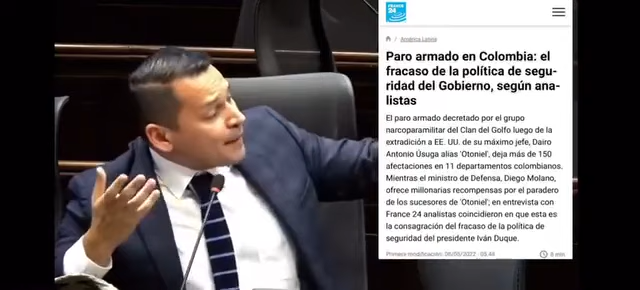 FRANCE
24
América Latina
Paro armado en Colombia: el
fracaso de la política de segu-
ridad del Gobierno, según ana-
listas
El paro armado decretado por el grupo
narcoparamilitar del Clan del Golfo luego de la
extradición a EE. UU. de su máximo jefe, Dairo
Antonio Úsuga alias 'Otoniel', deja más de 150
afectaciones en 11 departamentos colombianos.
Mientras el ministro de Defensa, Diego Molano,
ofrece millonarias recompensas por el paradero
de los sucesores de 'Otoniel'; en entrevista con
France 24 analistas coincidieron en que esta es la
consagración del fracaso de la política de
seguridad del presidente Iván Duque.
Primera modificación:
6 min